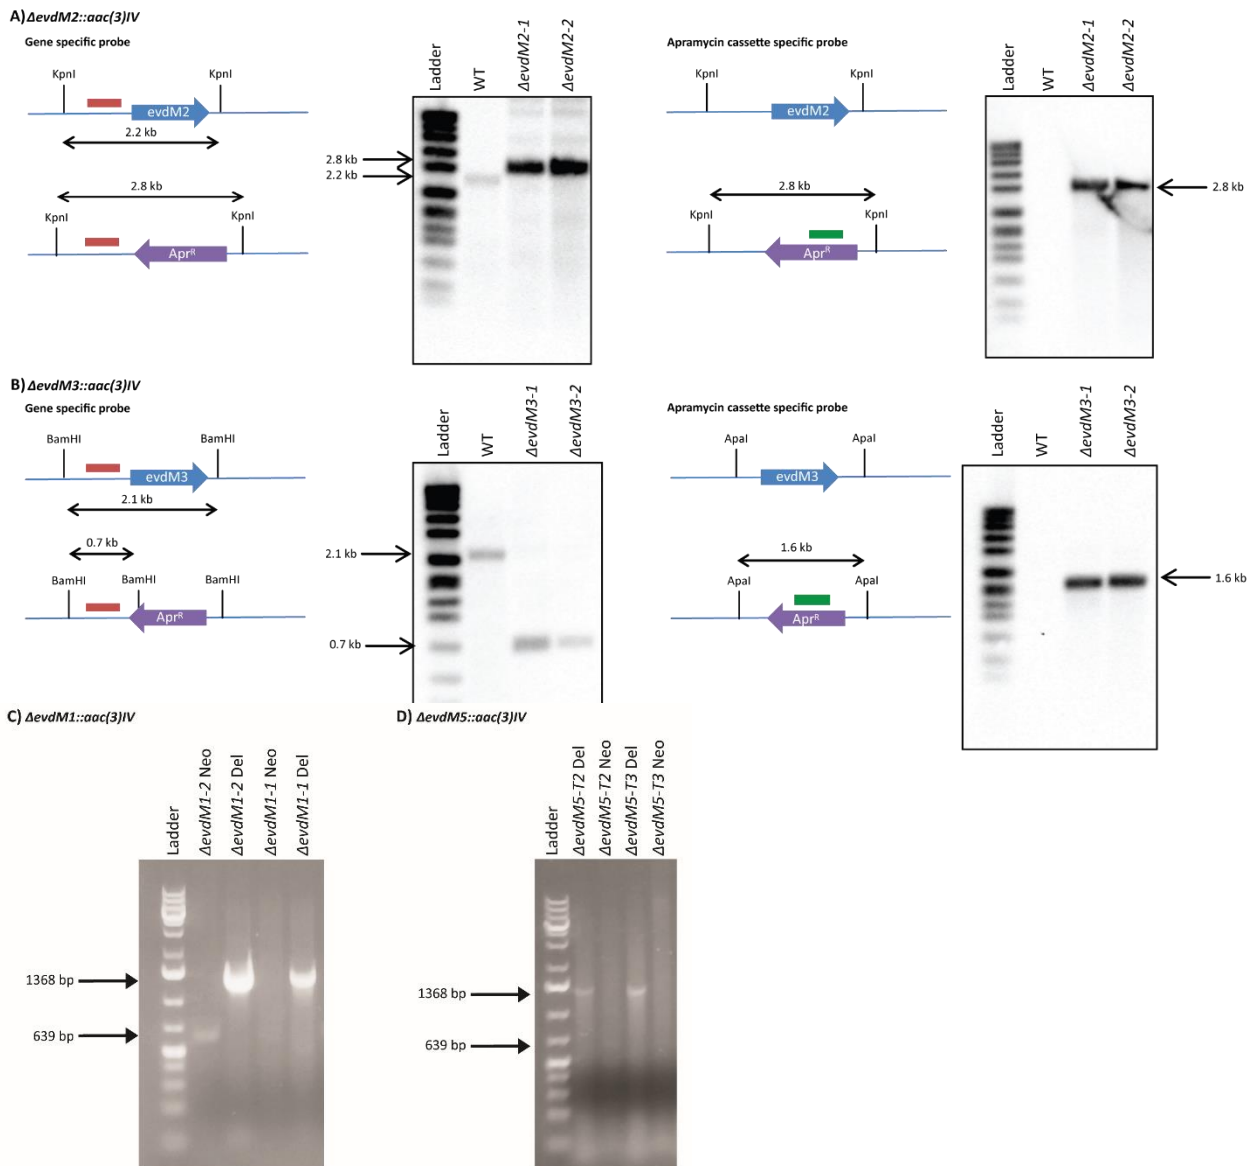 A) ΔevdM2::aac(3)IV
Gene specific probe
KpnI KpnI
evdM2
2.2 kb
2.8 kb
KpnI KpnI
Apr^R
Ladder
WT
ΔevdM2-1
ΔevdM2-2
2.8 kb
2.2 kb
Apramycin cassette specific probe
KpnI KpnI
evdM2
2.8 kb
KpnI KpnI
Apr^R
Ladder
WT
ΔevdM2-1
ΔevdM2-2
2.8 kb
B) ΔevdM3::aac(3)IV
Gene specific probe
BamHI BamHI
evdM3
2.1 kb
0.7 kb
BamHI BamHI BamHI
Apr^R
Ladder
WT
ΔevdM3-1
ΔevdM3-2
2.1 kb
0.7 kb
Apramycin cassette specific probe
ApaI ApaI
evdM3
1.6 kb
ApaI ApaI
Apr^R
Ladder
WT
ΔevdM3-1
ΔevdM3-2
1.6 kb
C) ΔevdM1::aac(3)IV
Ladder
ΔevdM1-2 Neo
ΔevdM1-2 Del
ΔevdM1-1 Neo
ΔevdM1-1 Del
1368 bp
639 bp
D) ΔevdM5::aac(3)IV
Ladder
ΔevdM5-T2 Del
ΔevdM5-T2 Neo
ΔevdM5-T3 Del
ΔevdM5-T3 Neo
1368 bp
639 bp